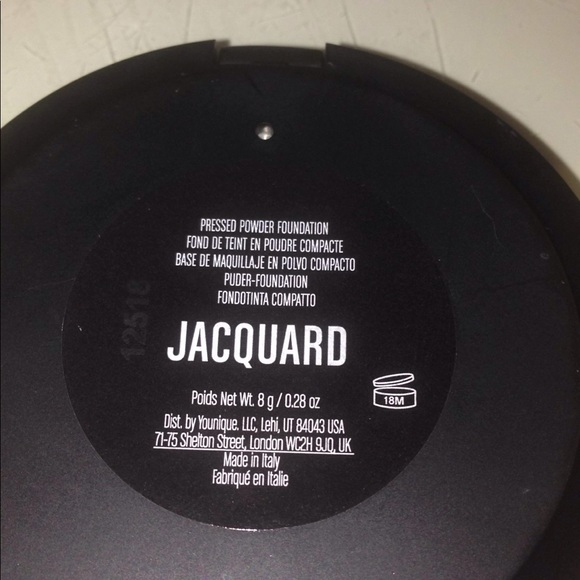 PRESSED POWDER FOUNDATION
FOND DE TEINT EN POUDRE COMPACTE
BASE DE MAQUILLAJE EN POLVO COMPACTO
PUDER-FOUNDATION
FONDOTINTA COMPATTO
JACQUARD
Poids Net Wt. 8 g / 0.28 oz
18M
Dist. by Younique. LLC, Lehi, UT 84043 USA
71-75 Shelton Street, London WC2H 9JQ, UK
Made in Italy
Fabriqué en Italie